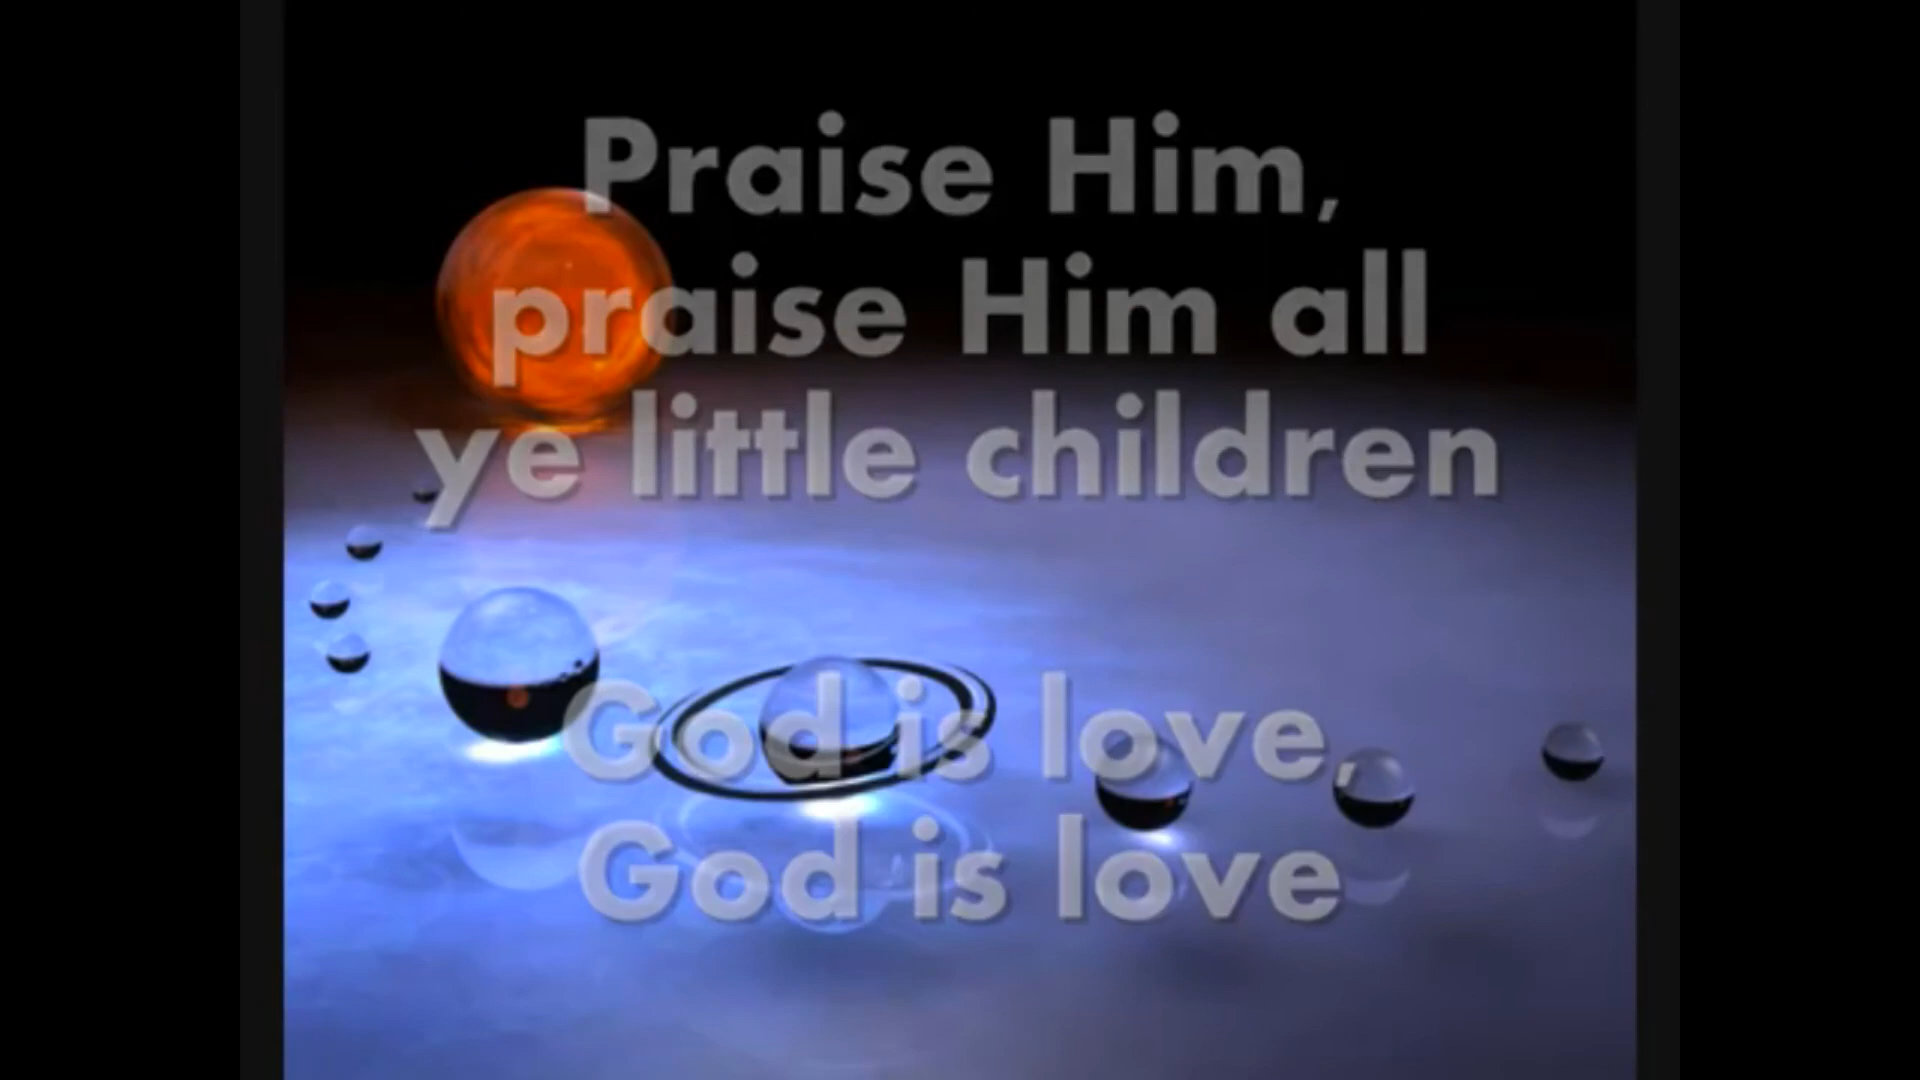 Praise Him,
praise Him all
ye little children
God is love,
God is love